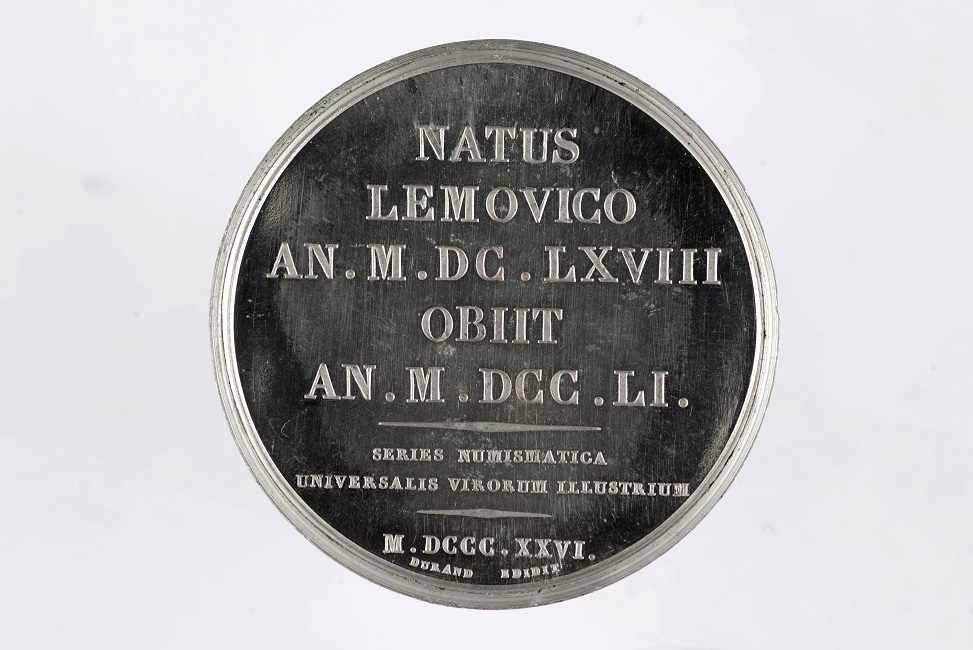 NATUS
LEMOVICO
AN. M. DC. LXVIII
OBIIT
AN. M. DCC. LI.
SERIES NUMISMATICA
UNIVERSALIS VIRORUM ILLUSTRIUM
M. DCCC. XXVI.
DURAND EDIDIT